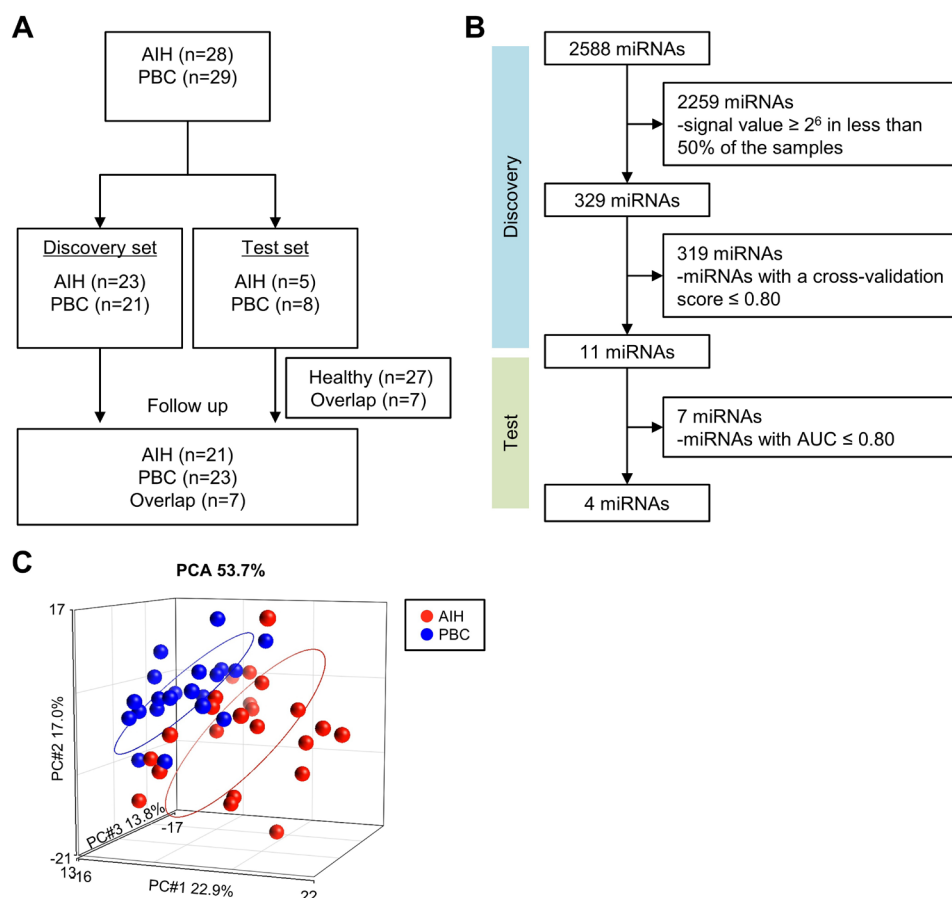 A
AIH (n=28)
PBC (n=29)
Discovery set
AIH (n=23)
PBC (n=21)
Test set
AIH (n=5)
PBC (n=8)
Healthy (n=27)
Overlap (n=7)
Follow up
AIH (n=21)
PBC (n=23)
Overlap (n=7)
B
Discovery
Test
2588 miRNAs
2259 miRNAs
-signal value ≥ 2⁶ in less than
50% of the samples
329 miRNAs
319 miRNAs
-miRNAs with a cross-validation
score ≤ 0.80
11 miRNAs
7 miRNAs
-miRNAs with AUC ≤ 0.80
4 miRNAs
C
PCA 53.7%
AIH
PBC
17
PC#2 17.0%
-21
13
-16
PC#3 13.8%
-17
PC#1 22.9%
22